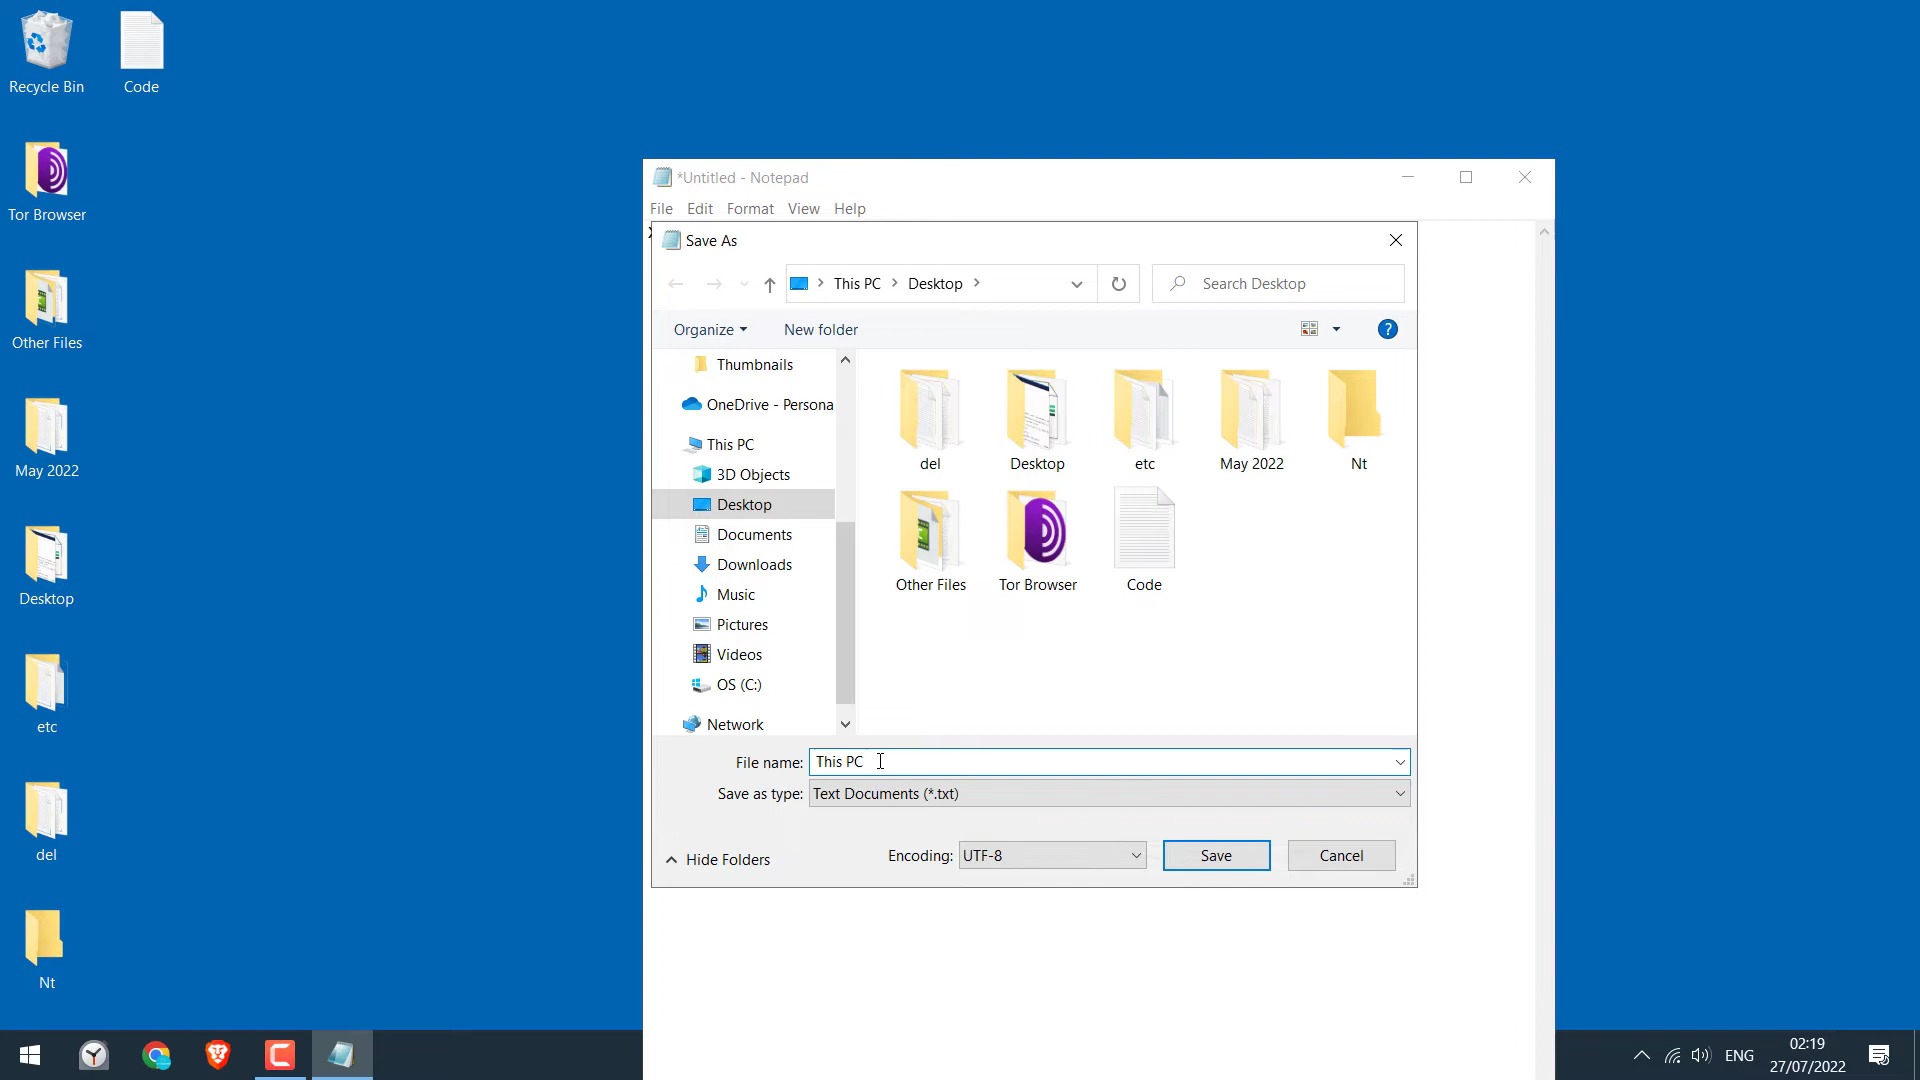 Recycle Bin
Code
Tor Browser
Other Files
May 2022
Desktop
etc
del
Nt
*Untitled - Notepad
File Edit Format View Help
Save As
This PC Desktop
Search Desktop
Organize New folder
?
Thumbnails
OneDrive - Persona
This PC
3D Objects
Desktop
Documents
Downloads
Music
Pictures
Videos
OS (C:)
Network
del
Desktop
etc
May 2022
Nt
Other Files
Tor Browser
Code
File name: This PC
Save as type: Text Documents (*.txt)
Hide Folders
Encoding: UTF-8
Save
Cancel
ENG
02:19
27/07/2022